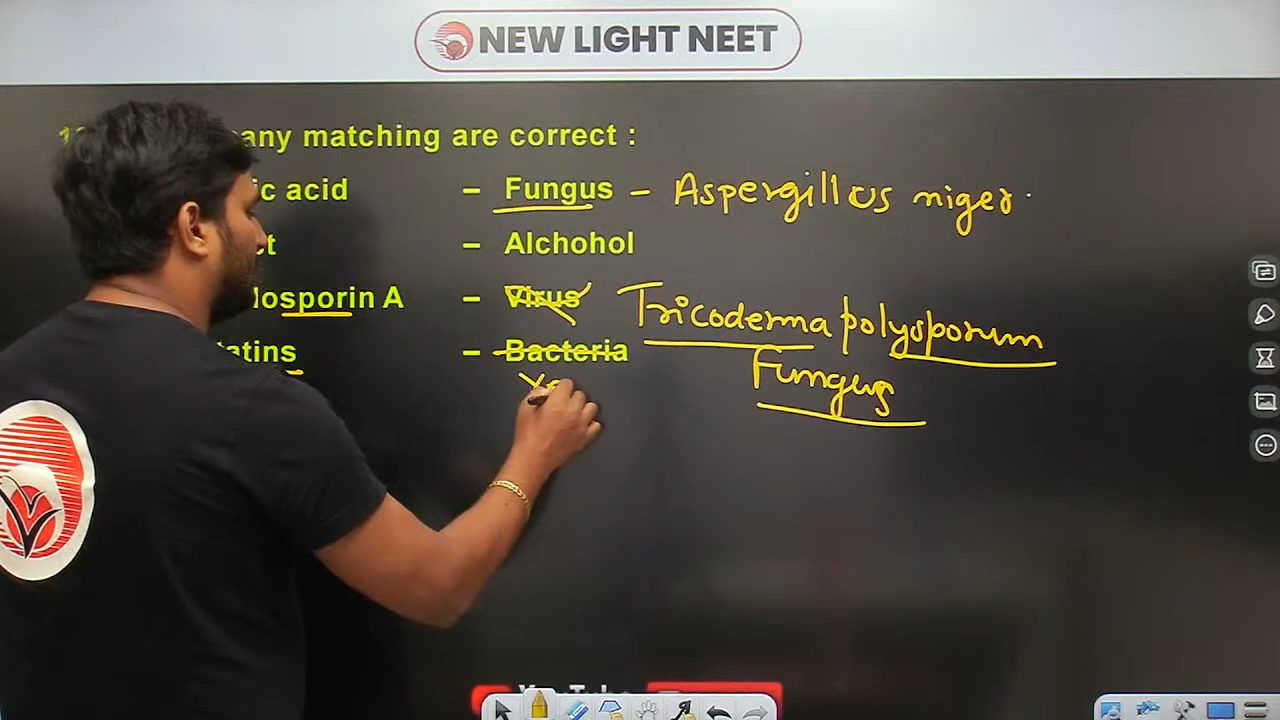 NEW LIGHT NEET
any matching are correct :
ic acid – Fungus – Aspergillus niger
ct – Alchohol
losporin A – Virus Tricoderma polysporum
atins – Bacteria Fungus
Ye